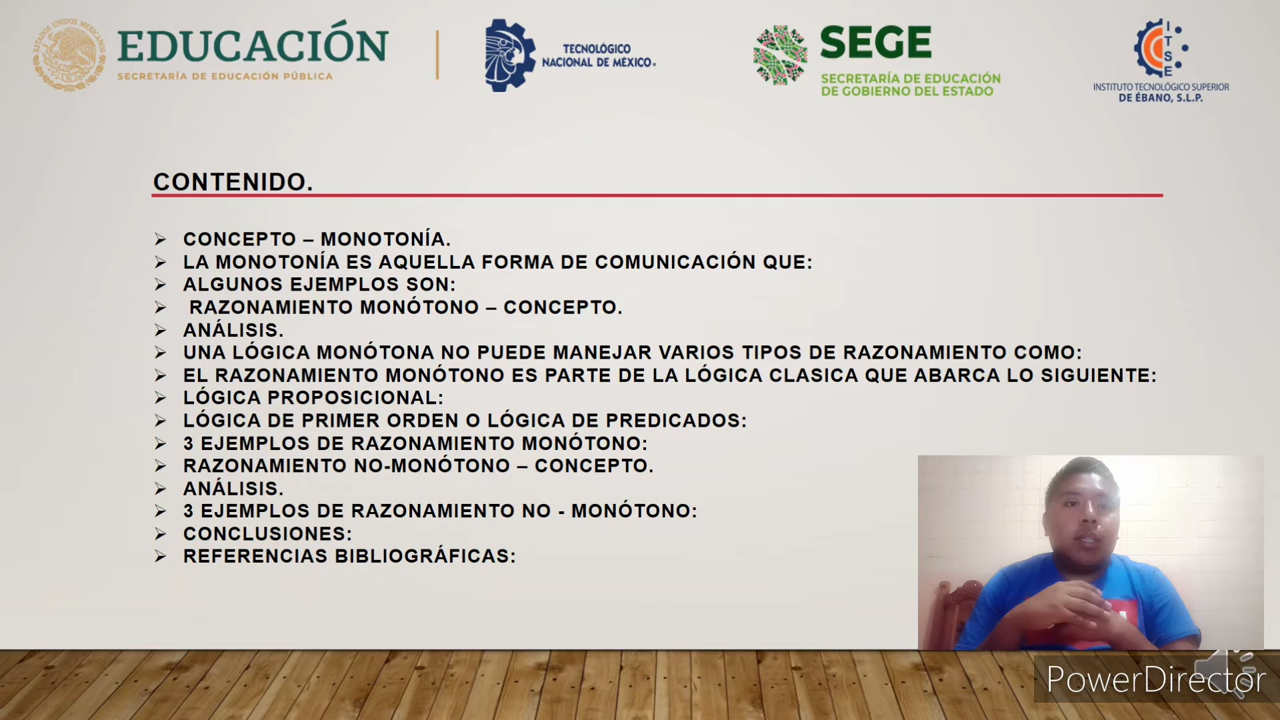 EDUCACIÓN
SECRETARÍA DE EDUCACIÓN PÚBLICA
TECNOLÓGICO
NACIONAL DE MÉXICO
SEGE
SECRETARÍA DE EDUCACIÓN
DE GOBIERNO DEL ESTADO
ITSE
INSTITUTO TECNOLÓGICO SUPERIOR
DE ÉBANO, S.L.P.
CONTENIDO.
CONCEPTO – MONOTONÍA.
LA MONOTONÍA ES AQUELLA FORMA DE COMUNICACIÓN QUE:
ALGUNOS EJEMPLOS SON:
RAZONAMIENTO MONÓTONO – CONCEPTO.
ANÁLISIS.
UNA LÓGICA MONÓTONA NO PUEDE MANEJAR VARIOS TIPOS DE RAZONAMIENTO COMO:
EL RAZONAMIENTO MONÓTONO ES PARTE DE LA LÓGICA CLASICA QUE ABARCA LO SIGUIENTE:
LÓGICA PROPOSICIONAL:
LÓGICA DE PRIMER ORDEN O LÓGICA DE PREDICADOS:
3 EJEMPLOS DE RAZONAMIENTO MONÓTONO:
RAZONAMIENTO NO-MONÓTONO – CONCEPTO.
ANÁLISIS.
3 EJEMPLOS DE RAZONAMIENTO NO - MONÓTONO:
CONCLUSIONES:
REFERENCIAS BIBLIOGRÁFICAS:
PowerDirector